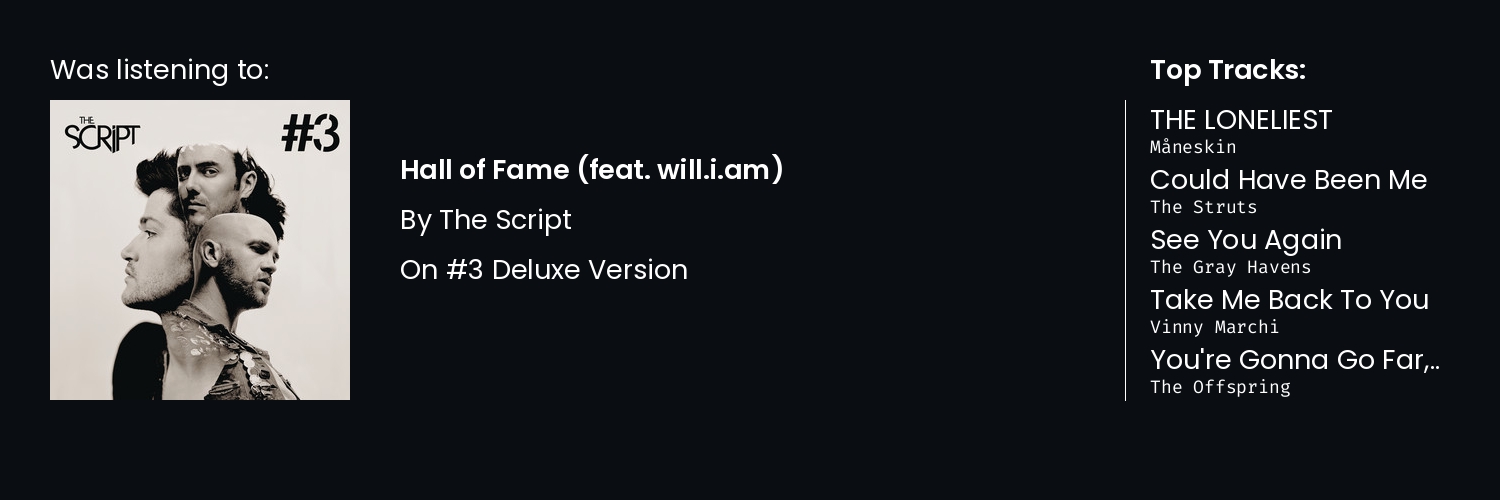 Was listening to:
THE
SCRIPT
#3
Hall of Fame (feat. will.i.am)
By The Script
On #3 Deluxe Version
Top Tracks:
THE LONELIEST
Måneskin
Could Have Been Me
The Struts
See You Again
The Gray Havens
Take Me Back To You
Vinny Marchi
You're Gonna Go Far,..
The Offspring